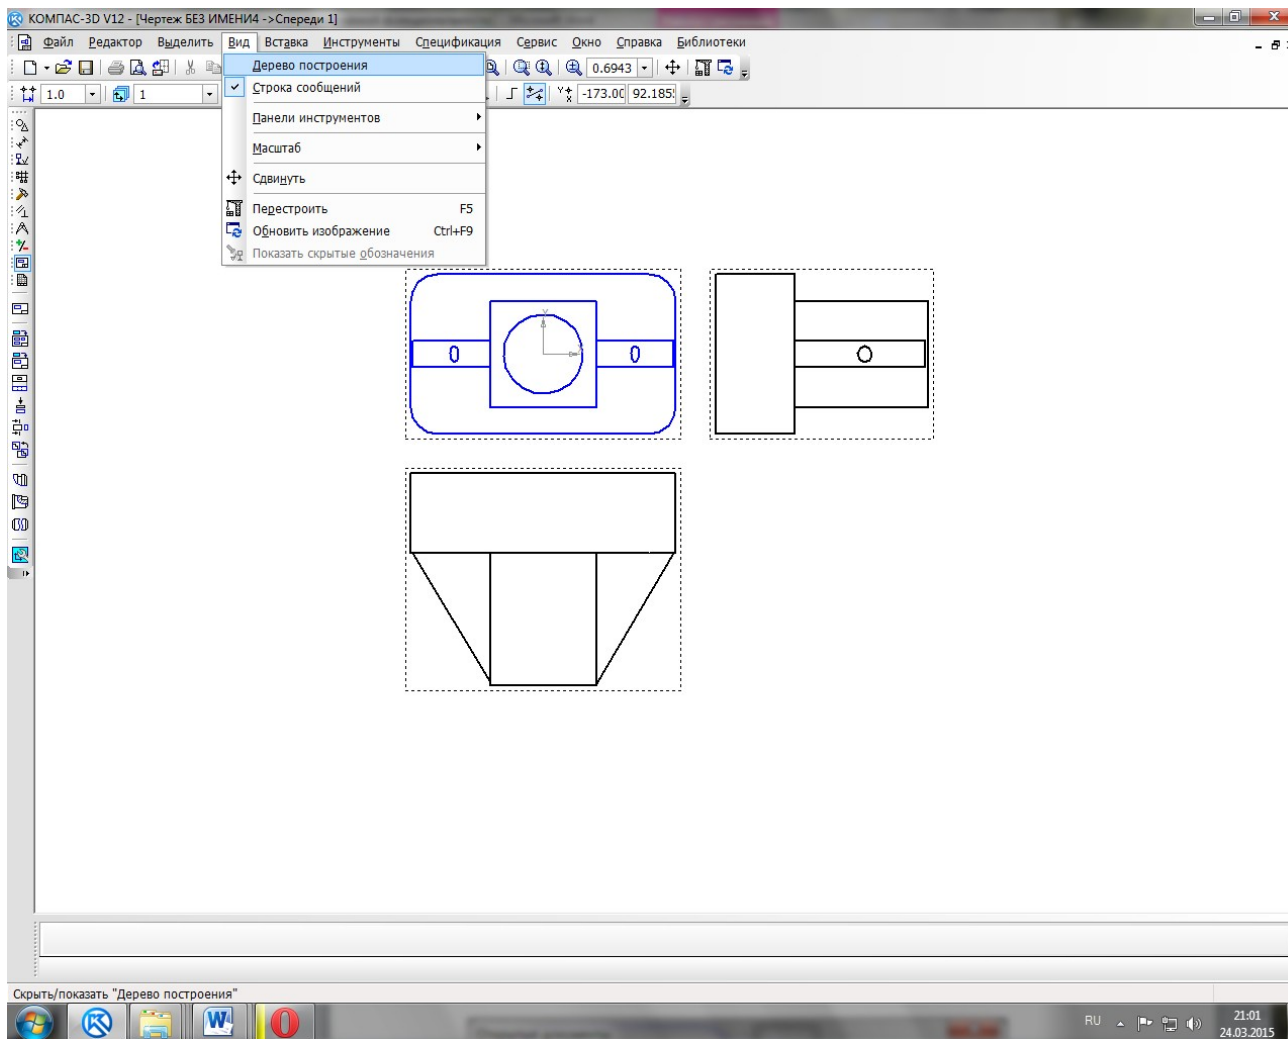 КОМПАС-3D V12 - [Чертеж БЕЗ ИМЕНИ4 ->Спереди 1]
Файл Редактор Выделить Вид Вставка Инструменты Спецификация Сервис Окно Справка Библиотеки
0.6943
1.0 1 -173.00 92.185
Дерево построения
Строка сообщений
Панели инструментов
Масштаб
Сдвинуть
Перестроить F5
Обновить изображение Ctrl+F9
Показать скрытые обозначения
Y
X
Скрыть/показать "Дерево построения"
RU
21:01
24.03.2015